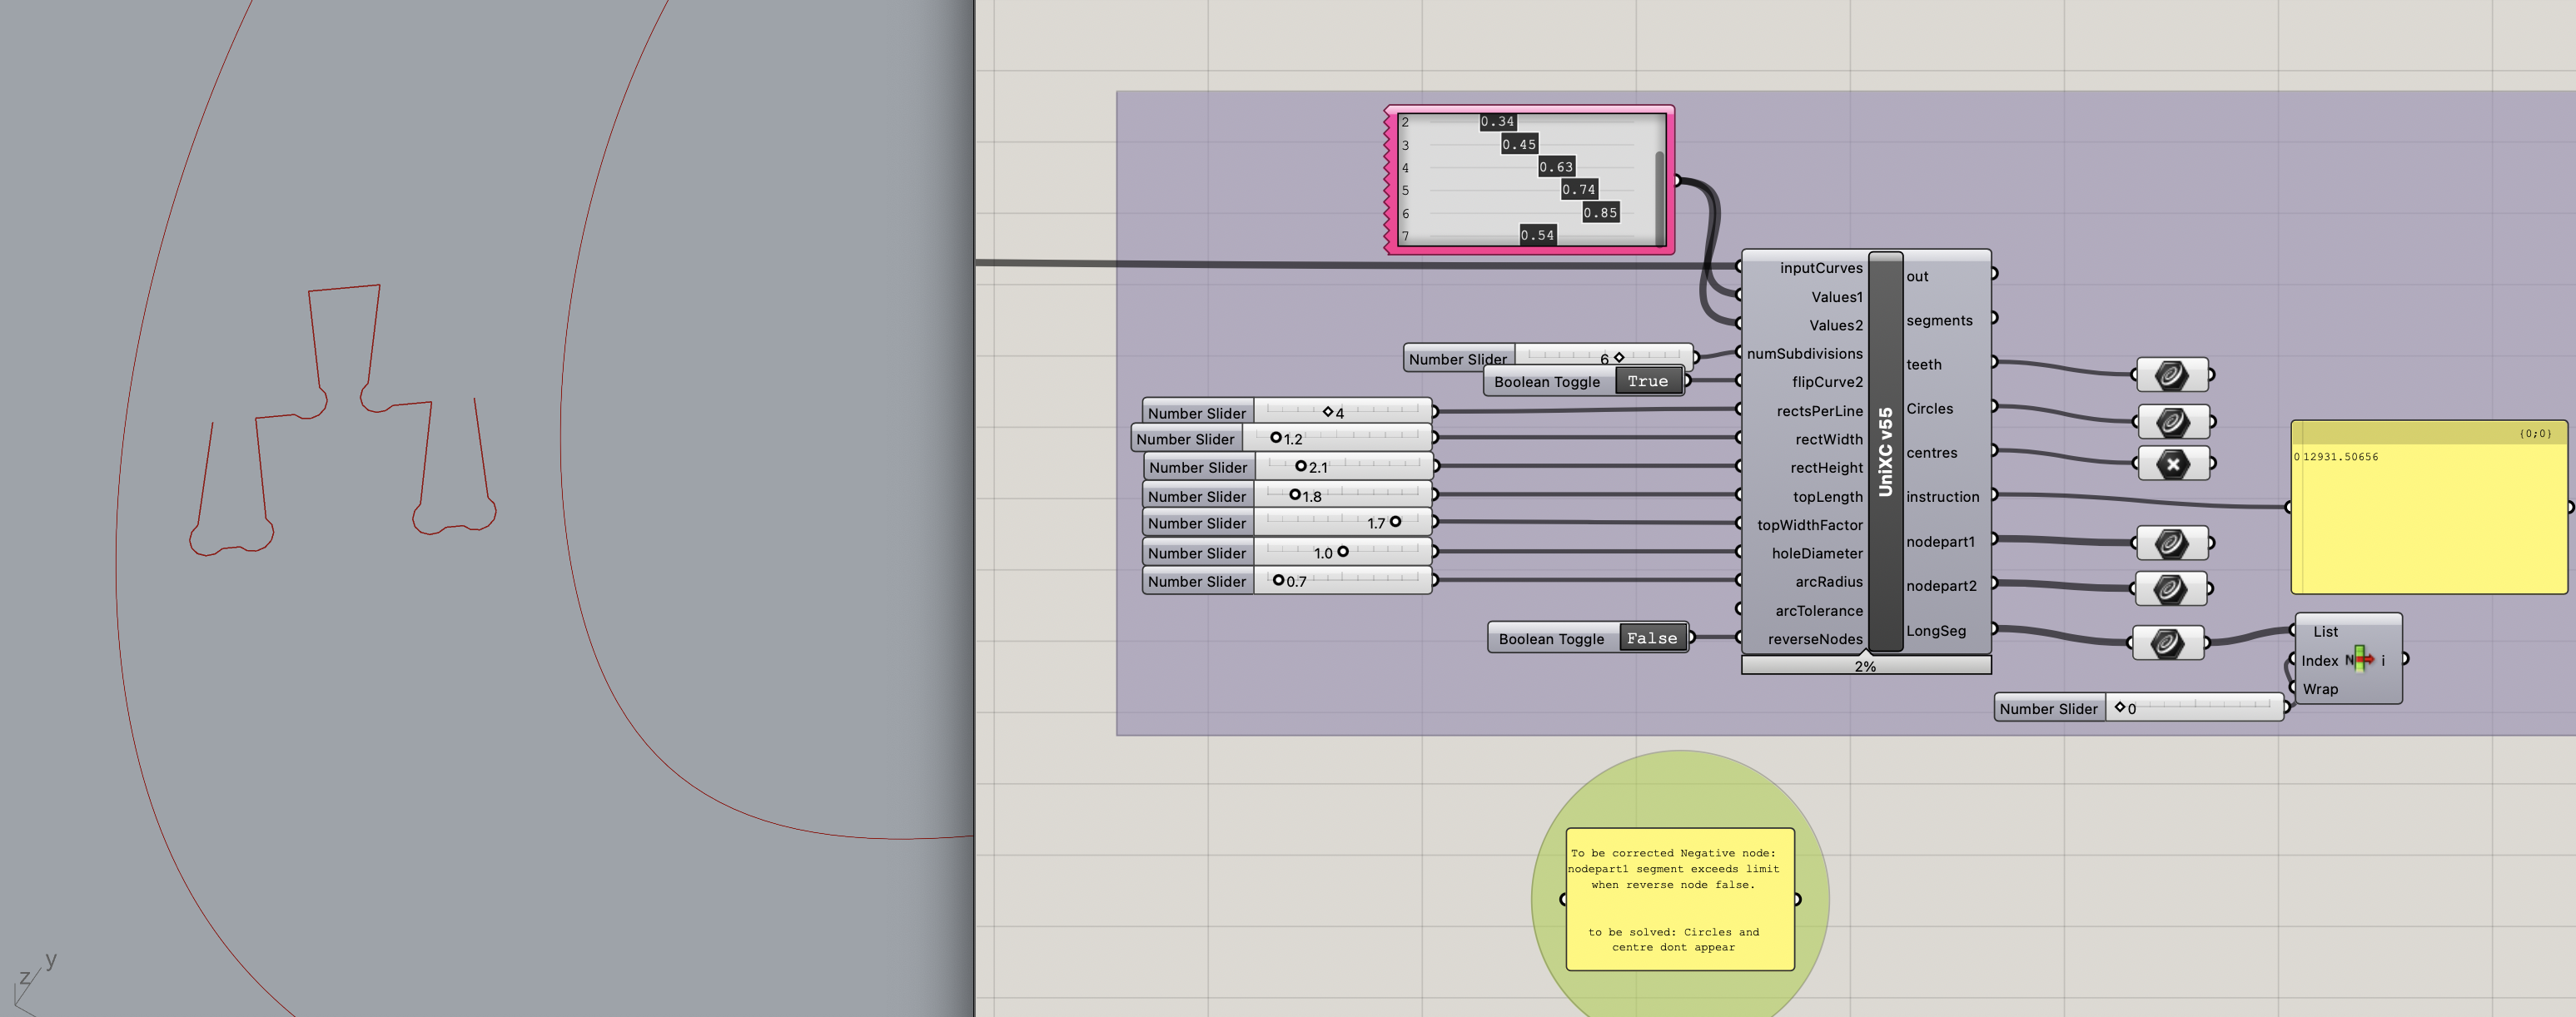 z y
2 0.34
3 0.45
4 0.63
5 0.74
6 0.85
7 0.54
Number Slider 6
Boolean Toggle True
Number Slider 4
Number Slider 1.2
Number Slider 2.1
Number Slider 1.8
Number Slider 1.7
Number Slider 1.0
Number Slider 0.7
Boolean Toggle False
inputCurves
Values1
Values2
numSubdivisions
flipCurve2
rectsPerLine
rectWidth
rectHeight
topLength
topWidthFactor
holeDiameter
arcRadius
arcTolerance
reverseNodes
UniXC v55
out
segments
teeth
Circles
centres
instruction
nodepart1
nodepart2
LongSeg
2%
{0;0}
0 12931.50656
List
Index N i
Wrap
Number Slider 0
To be corrected Negative node:
nodepart1 segment exceeds limit
when reverse node false.
to be solved: Circles and
centre dont appear